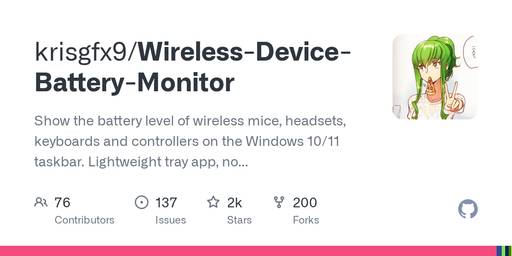 krisgfx9/Wireless-Device-
Battery-Monitor
Show the battery level of wireless mice, headsets,
keyboards and controllers on the Windows 10/11
taskbar. Lightweight tray app, no...
76
Contributors
137
Issues
2k
Stars
200
Forks